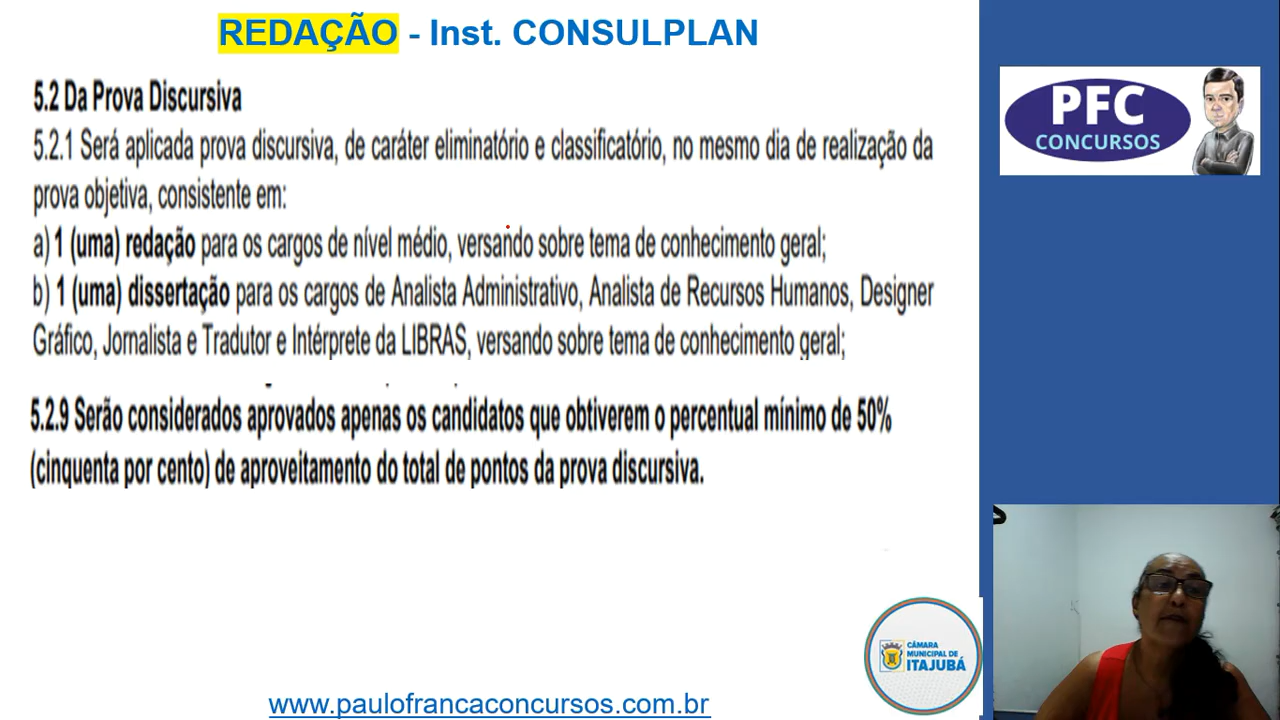 REDAÇÃO - Inst. CONSULPLAN
5.2 Da Prova Discursiva
5.2.1 Será aplicada prova discursiva, de caráter eliminatório e classificatório, no mesmo dia de realização da
prova objetiva, consistente em:
a) 1 (uma) redação para os cargos de nível médio, versando sobre tema de conhecimento geral;
b) 1 (uma) dissertação para os cargos de Analista Administrativo, Analista de Recursos Humanos, Designer
Gráfico, Jornalista e Tradutor e Intérprete da LIBRAS, versando sobre tema de conhecimento geral;
5.2.9 Serão considerados aprovados apenas os candidatos que obtiverem o percentual mínimo de 50%
(cinquenta por cento) de aproveitamento do total de pontos da prova discursiva.
www.paulofrancaconcursos.com.br
PFC
CONCURSOS
CÂMARA
MUNICIPAL DE
ITAJUBÁ